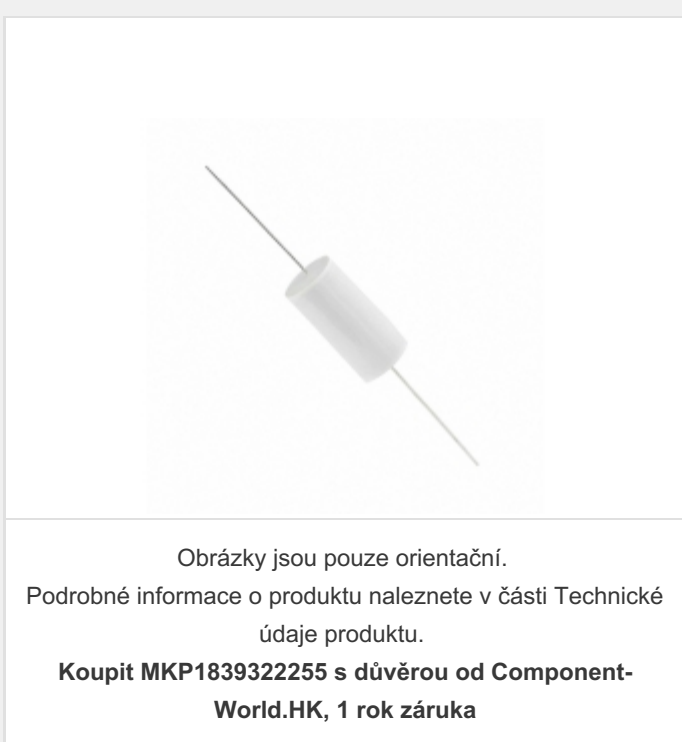 Obrázky jsou pouze orientační.
Podrobné informace o produktu naleznete v části Technické
údaje produktu.
Koupit MKP1839322255 s důvěrou od Component-
World.HK, 1 rok záruka